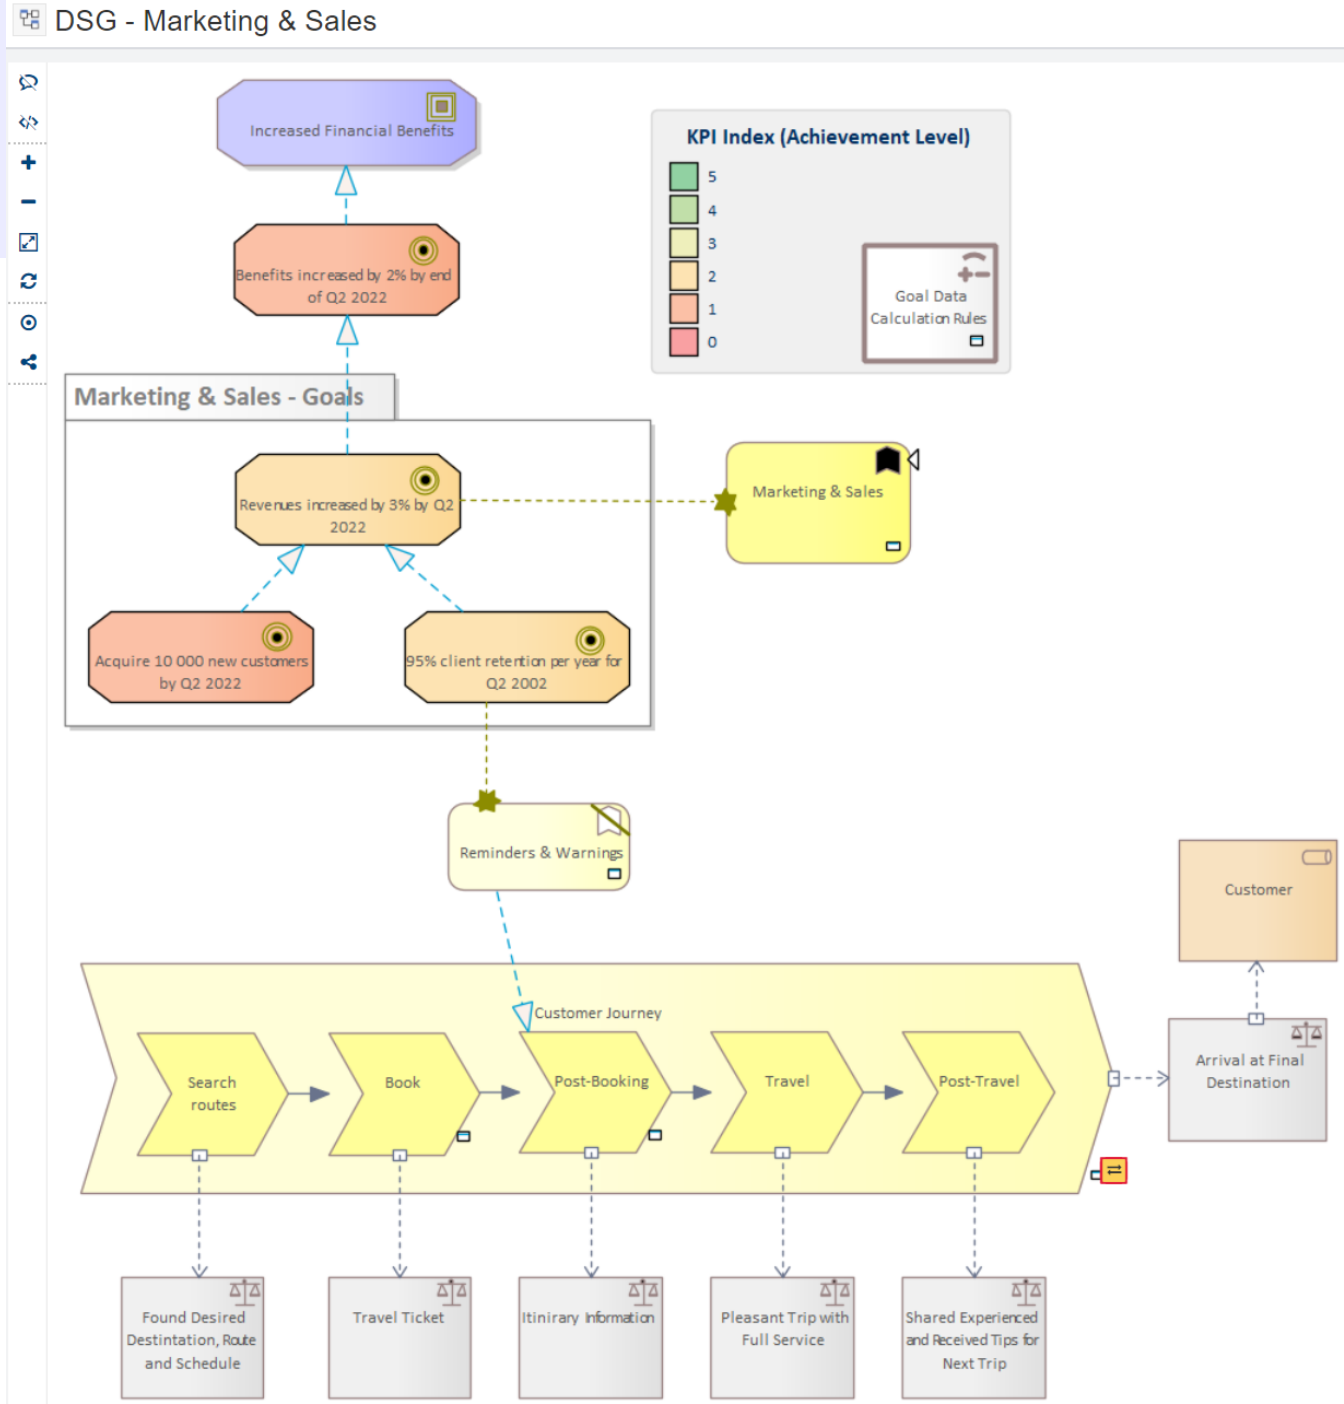 DSG - Marketing & Sales
Increased Financial Benefits
KPI Index (Achievement Level)
5
4
3
2
1
0
Goal Data
Calculation Rules
Benefits increased by 2% by end
of Q2 2022
Marketing & Sales - Goals
Revenues increased by 3% by Q2
2022
Marketing & Sales
Acquire 10 000 new customers
by Q2 2022
95% client retention per year for
Q2 2002
Reminders & Warnings
Customer
Customer Journey
Search
routes
Book
Post-Booking
Travel
Post-Travel
Arrival at Final
Destination
Found Desired
Destintation, Route
and Schedule
Travel Ticket
Itinirary Information
Pleasant Trip with
Full Service
Shared Experienced
and Received Tips for
Next Trip